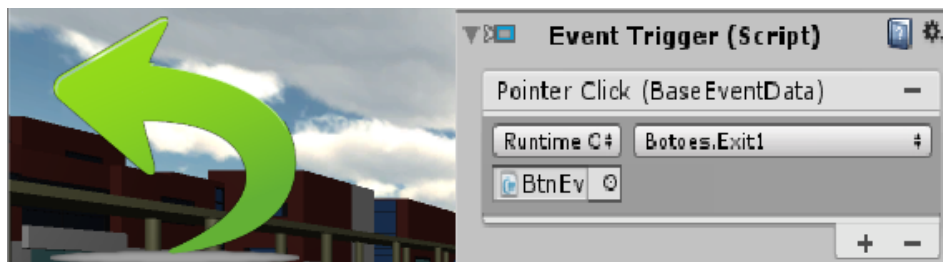 Event Trigger (Script)
Pointer Click (BaseEventData)
Runtime O
Botoes.Exit1
BtnEv